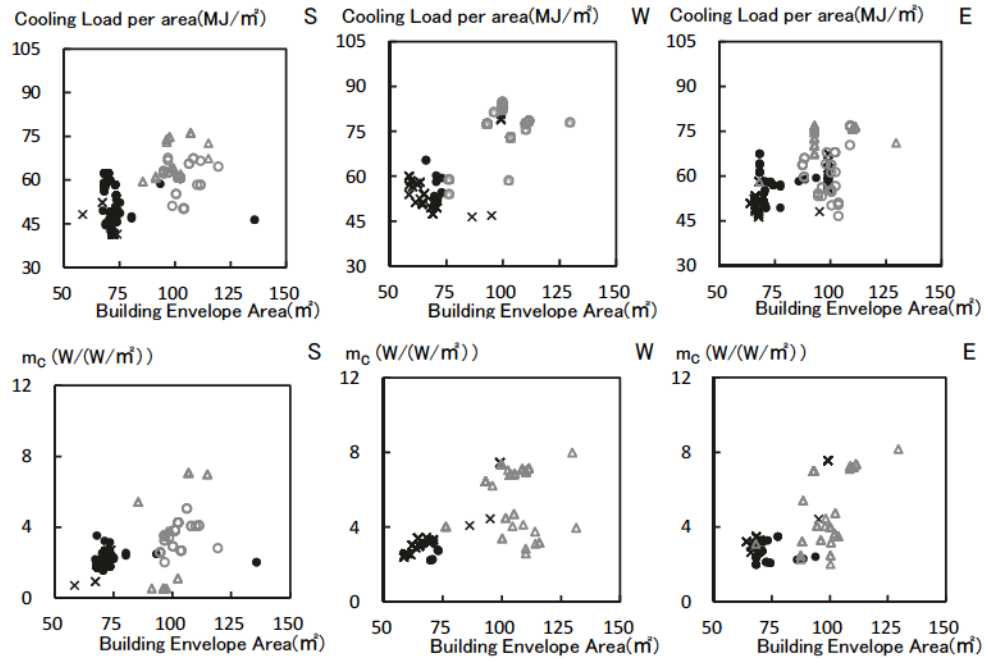 Cooling Load per area(MJ/㎡) S
105
90
75
60
45
30
50 75 100 125 150
Building Envelope Area(㎡)
Cooling Load per area(MJ/㎡) W
105
90
75
60
45
30
50 75 100 125 150
Building Envelope Area(㎡)
Cooling Load per area(MJ/㎡) E
105
90
75
60
45
30
50 75 100 125 150
Building Envelope Area(㎡)
mC (W/(W/㎡)) S
12
8
4
0
50 75 100 125 150
Building Envelope Area(㎡)
mC (W/(W/㎡)) W
12
8
4
0
50 75 100 125 150
Building Envelope Area(㎡)
mC (W/(W/㎡)) E
12
8
4
0
50 75 100 125 150
Building Envelope Area(㎡)